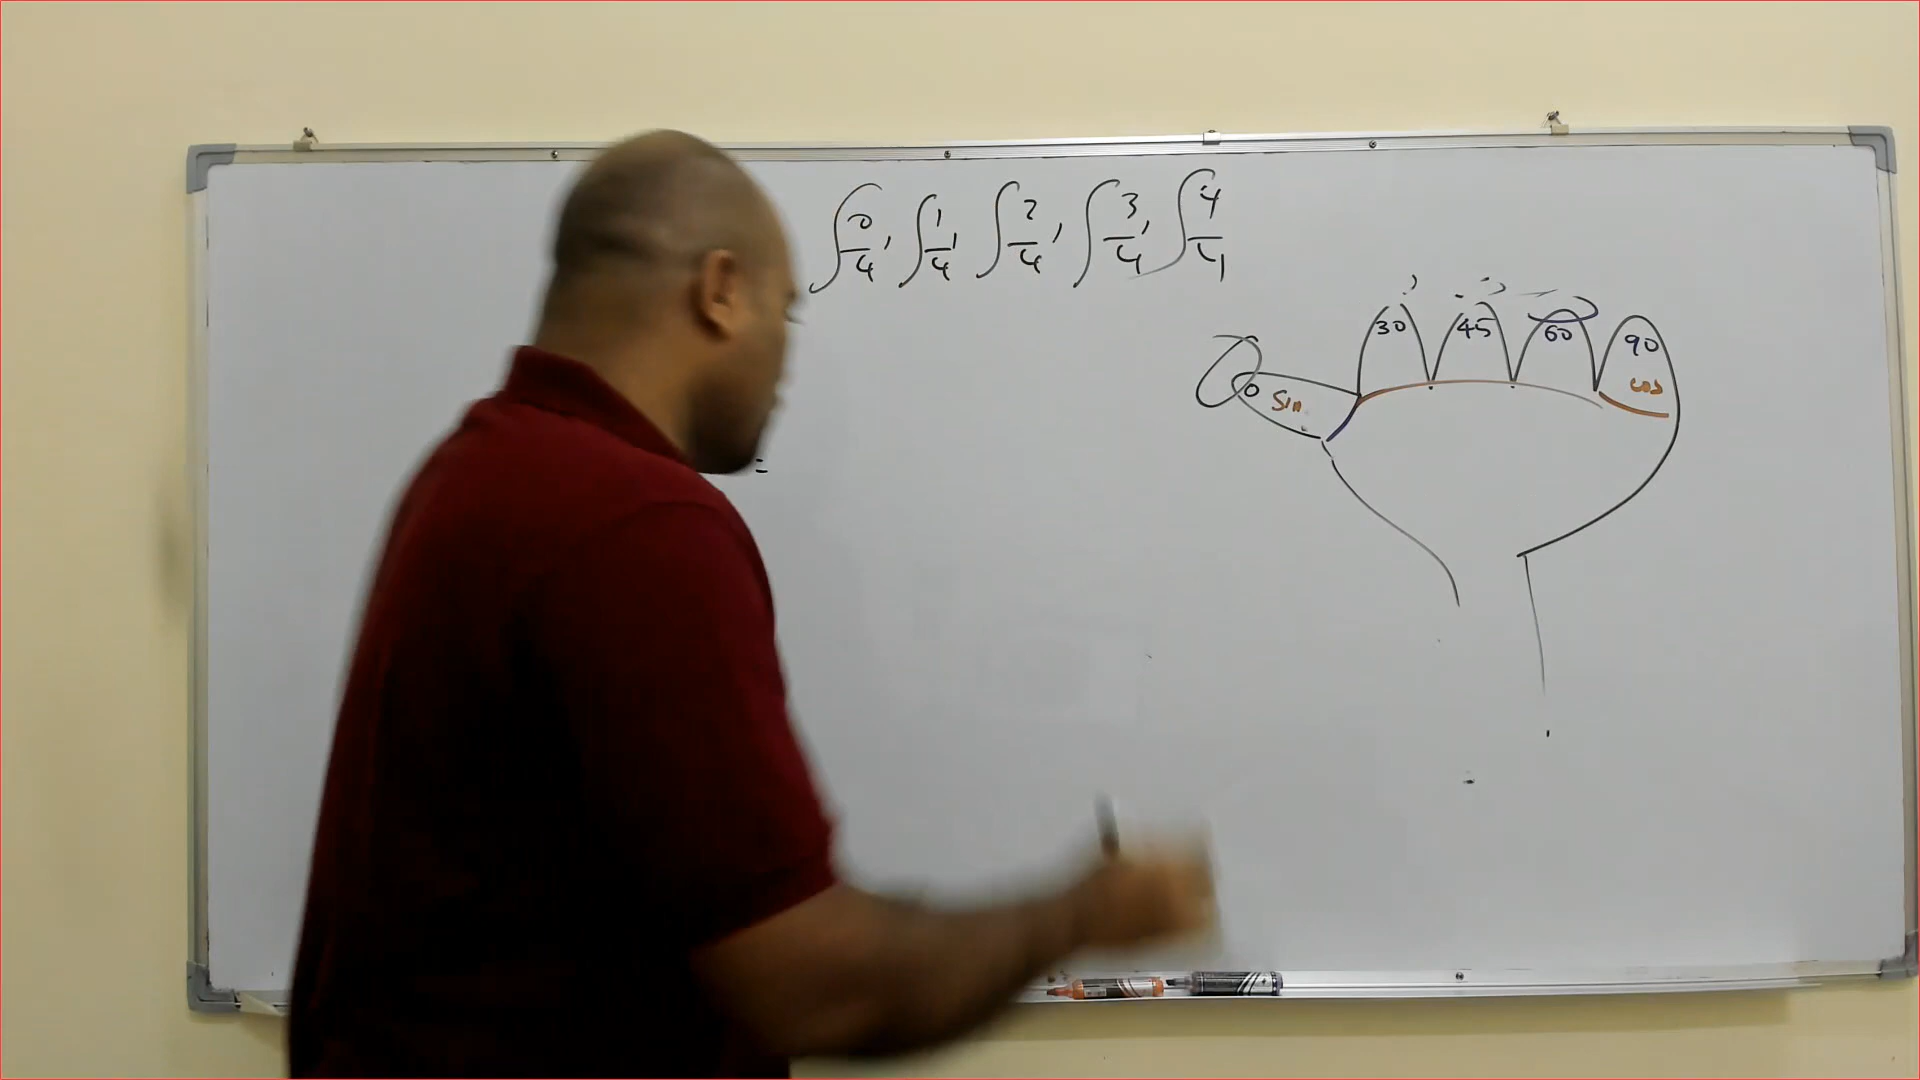 √0/4, √1/4, √2/4, √3/4, √4/4
30 45 60 90
0 Sin cos
=